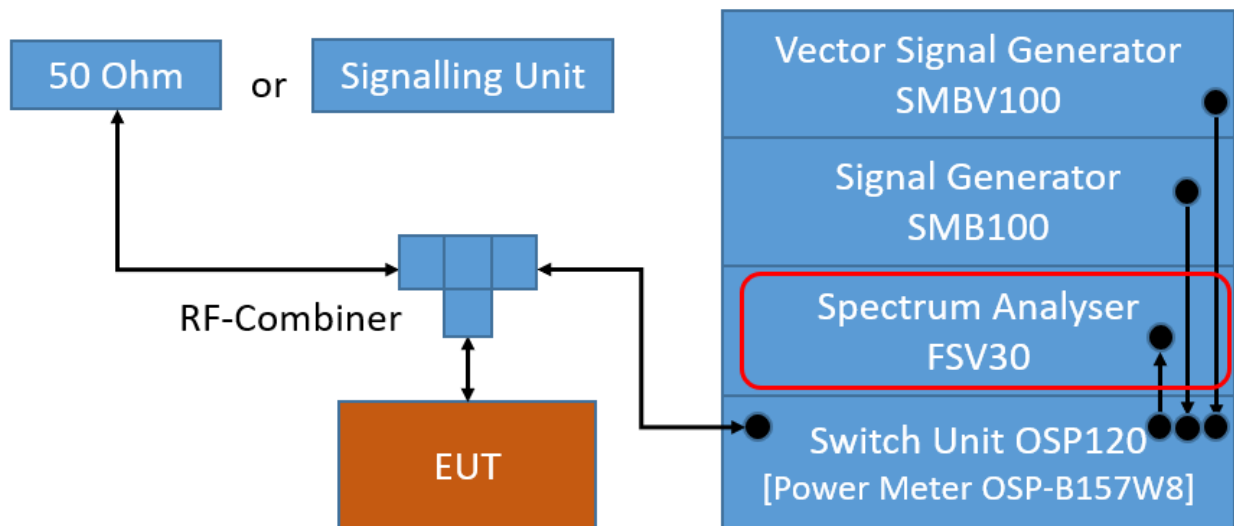 50 Ohm
or
Signalling Unit
RF-Combiner
EUT
Vector Signal Generator
SMBV100
Signal Generator
SMB100
Spectrum Analyser
FSV30
Switch Unit OSP120
[Power Meter OSP-B157W8]